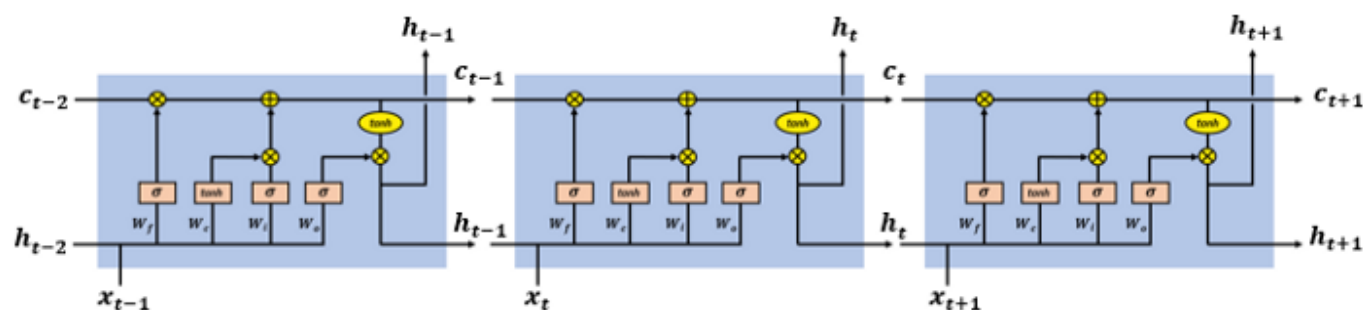 h_{t-1} h_t h_{t+1}
c_{t-2} c_{t-1} c_t c_{t+1}
tanh tanh tanh
σ tanh σ σ σ tanh σ σ σ tanh σ σ
W_f W_c W_i W_o W_f W_c W_i W_o W_f W_c W_i W_o
h_{t-2} h_{t-1} h_t h_{t+1}
x_{t-1} x_t x_{t+1}